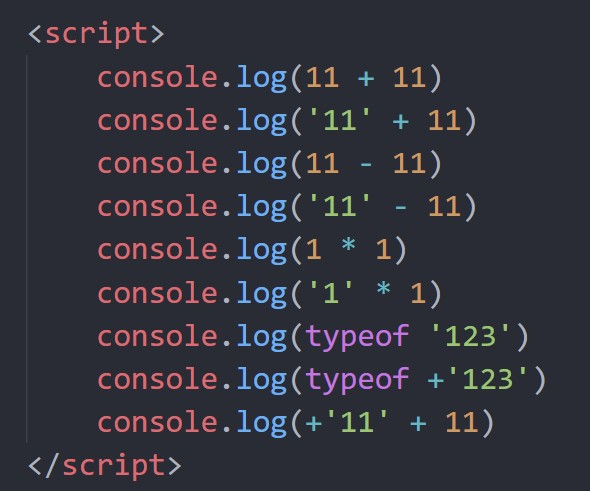 <script>
console.log(11 + 11)
console.log('11' + 11)
console.log(11 - 11)
console.log('11' - 11)
console.log(1 * 1)
console.log('1' * 1)
console.log(typeof '123')
console.log(typeof +'123')
console.log(+'11' + 11)
</script>